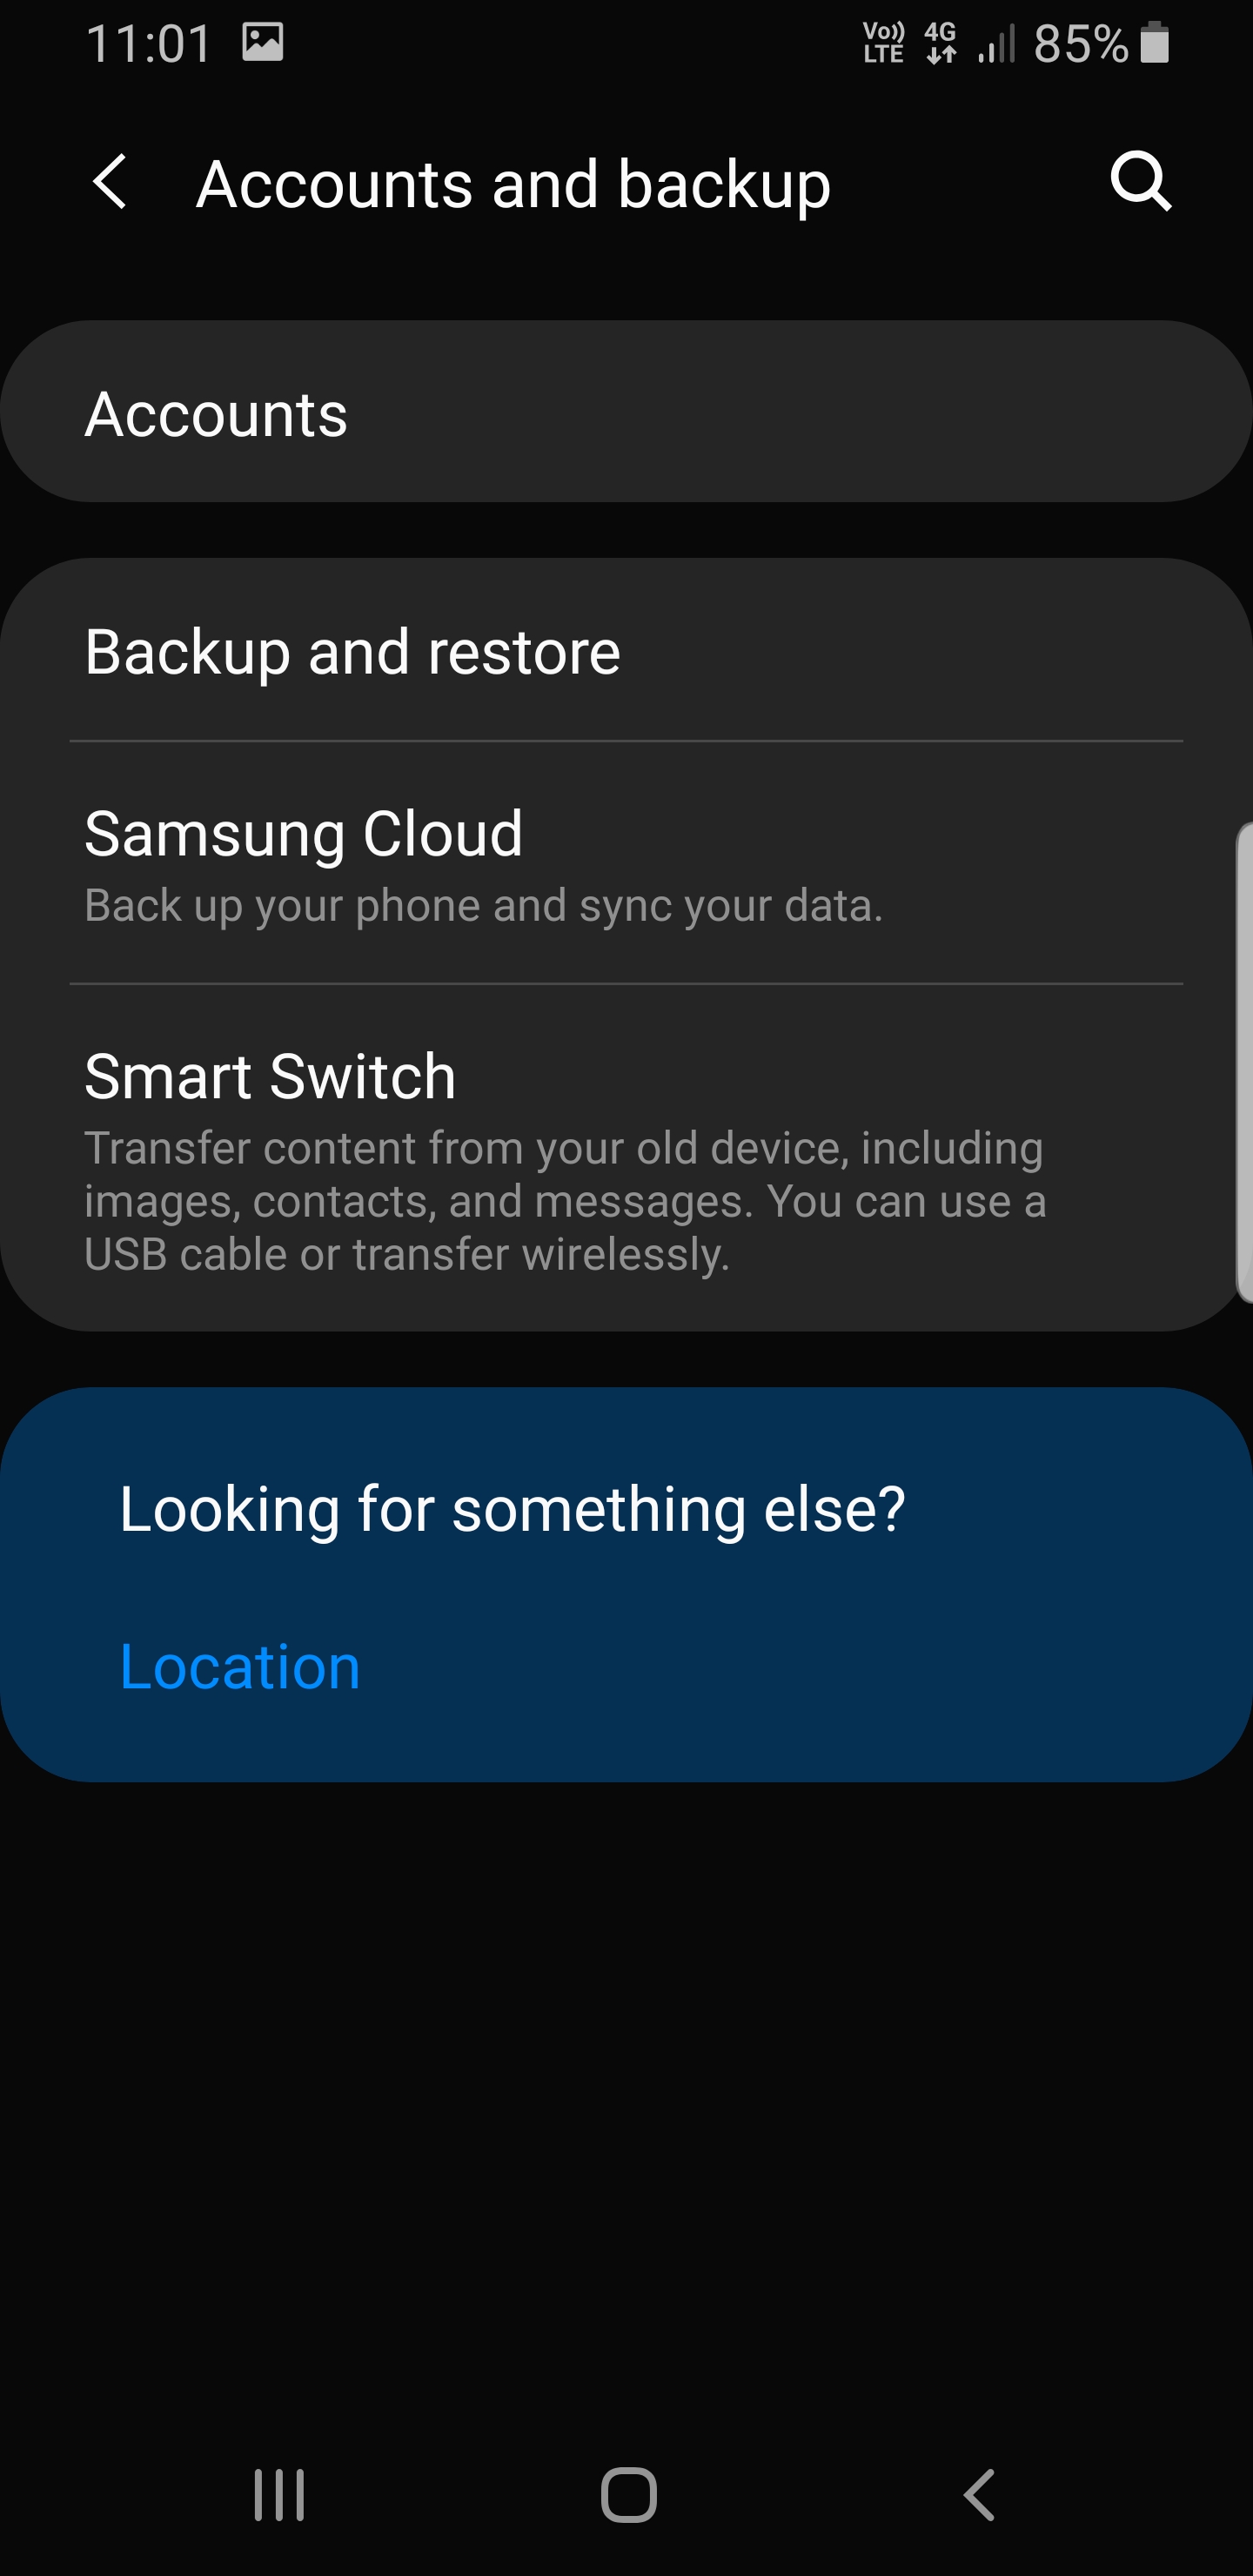 11:01
Vo)) LTE 4G 85%
Accounts and backup
Accounts
Backup and restore
Samsung Cloud
Back up your phone and sync your data.
Smart Switch
Transfer content from your old device, including
images, contacts, and messages. You can use a
USB cable or transfer wirelessly.
Looking for something else?
Location